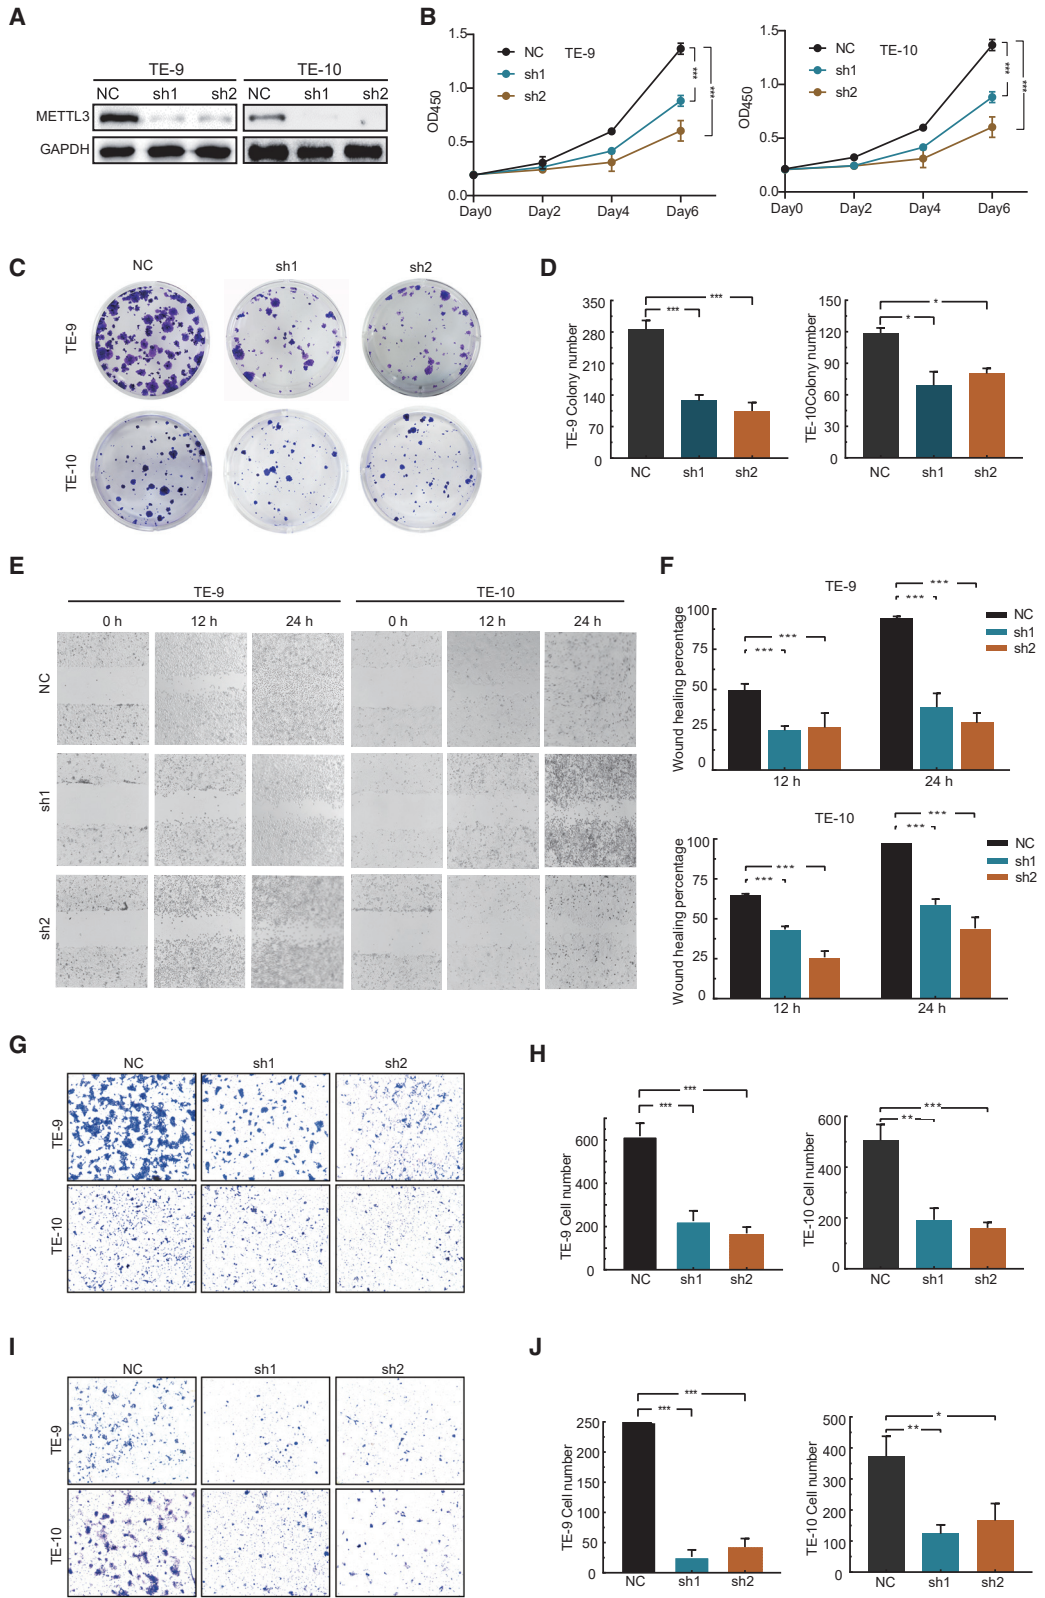 A
TE-9
TE-10
NC
sh1
sh2
NC
sh1
sh2
METTL3
GAPDH
B
OD450
1.5
1.0
0.5
0.0
NC
sh1
sh2
TE-9
***
***
Day0
Day2
Day4
Day6
OD450
1.5
1.0
0.5
1.0
NC
sh1
sh2
TE-10
***
***
Day0
Day2
Day4
Day6
C
NC
sh1
sh2
TE-9
TE-10
D
TE-9 Colony number
350
280
210
140
70
0
***
***
NC
sh1
sh2
TE-10Colony number
150
120
90
60
30
0
*
*
NC
sh1
sh2
E
TE-9
TE-10
0 h
12 h
24 h
0 h
12 h
24 h
NC
sh1
sh2
F
TE-9
Wound healing percentage
100
75
50
25
0
***
***
***
***
NC
sh1
sh2
12 h
24 h
TE-10
Wound healing percentage
100
75
50
25
0
***
***
***
***
NC
sh1
sh2
12 h
24 h
G
NC
sh1
sh2
TE-9
TE-10
H
TE-9 Cell number
600
400
200
0
***
***
NC
sh1
sh2
TE-10 Cell number
600
600
200
0
***
**
NC
sh1
sh2
I
NC
sh1
sh2
TE-9
TE-10
J
TE-9 Cell number
250
200
150
100
50
0
***
***
NC
sh1
sh2
TE-10 Cell number
500
400
300
200
100
0
*
**
NC
sh1
sh2